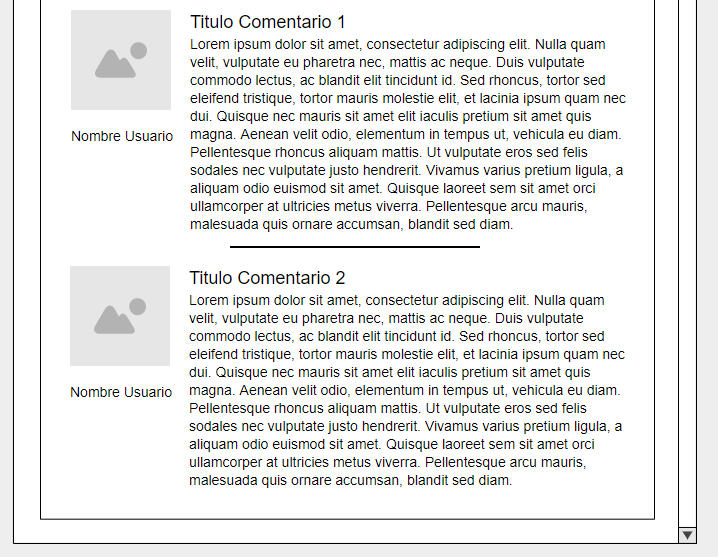 Titulo Comentario 1
Lorem ipsum dolor sit amet, consectetur adipiscing elit. Nulla quam
velit, vulputate eu pharetra nec, mattis ac neque. Duis vulputate
commodo lectus, ac blandit elit tincidunt id. Sed rhoncus, tortor sed
eleifend tristique, tortor mauris molestie elit, et lacinia ipsum quam nec
dui. Quisque nec mauris sit amet elit iaculis pretium sit amet quis
magna. Aenean velit odio, elementum in tempus ut, vehicula eu diam.
Pellentesque rhoncus aliquam mattis. Ut vulputate eros sed felis
sodales nec vulputate justo hendrerit. Vivamus varius pretium ligula, a
aliquam odio euismod sit amet. Quisque laoreet sem sit amet orci
ullamcorper at ultricies metus viverra. Pellentesque arcu mauris,
malesuada quis ornare accumsan, blandit sed diam.
Nombre Usuario
Titulo Comentario 2
Lorem ipsum dolor sit amet, consectetur adipiscing elit. Nulla quam
velit, vulputate eu pharetra nec, mattis ac neque. Duis vulputate
commodo lectus, ac blandit elit tincidunt id. Sed rhoncus, tortor sed
eleifend tristique, tortor mauris molestie elit, et lacinia ipsum quam nec
dui. Quisque nec mauris sit amet elit iaculis pretium sit amet quis
magna. Aenean velit odio, elementum in tempus ut, vehicula eu diam.
Pellentesque rhoncus aliquam mattis. Ut vulputate eros sed felis
sodales nec vulputate justo hendrerit. Vivamus varius pretium ligula, a
aliquam odio euismod sit amet. Quisque laoreet sem sit amet orci
ullamcorper at ultricies metus viverra. Pellentesque arcu mauris,
malesuada quis ornare accumsan, blandit sed diam.
Nombre Usuario